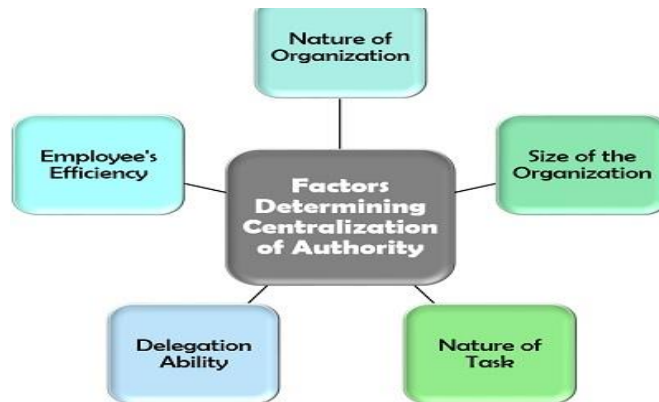 Nature of
Organization
Employee's
Efficiency
Size of the
Organization
Factors
Determining
Centralization
of Authority
Delegation
Ability
Nature of
Task